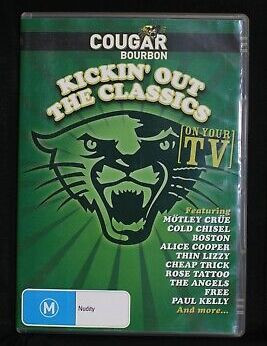 COUGAR
BOURBON
KICKIN' OUT
THE CLASSICS
[ON YOUR
TV]
Featuring
MÖTLEY CRÜE
COLD CHISEL
BOSTON
ALICE COOPER
THIN LIZZY
CHEAP TRICK
ROSE TATTOO
THE ANGELS
FREE
PAUL KELLY
And more...
M
Nudity